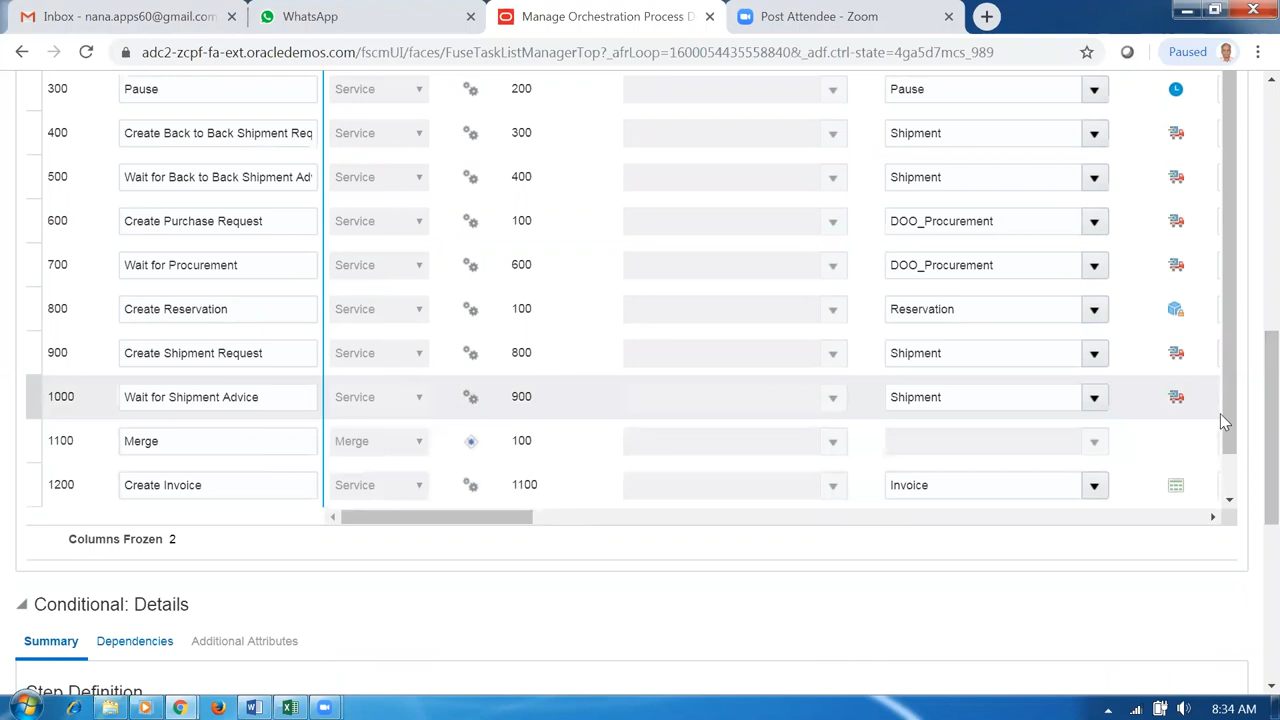 Inbox - nana.apps60@gmail.com
WhatsApp
Manage Orchestration Process D
Post Attendee - Zoom
adc2-zcpf-fa-ext.oracledemos.com/fscmUI/faces/FuseTaskListManagerTop?_afrLoop=16000544355588408&_adf.ctrl-state=4ga5d7mcs_989
Paused
300 Pause Service 200 Pause
400 Create Back to Back Shipment Req Service 300 Shipment
500 Wait for Back to Back Shipment Ad Service 400 Shipment
600 Create Purchase Request Service 100 DOO_Procurement
700 Wait for Procurement Service 600 DOO_Procurement
800 Create Reservation Service 100 Reservation
900 Create Shipment Request Service 800 Shipment
1000 Wait for Shipment Advice Service 900 Shipment
1100 Merge Merge 100
1200 Create Invoice Service 1100 Invoice
Columns Frozen 2
Conditional: Details
Summary Dependencies Additional Attributes
Step Definition
8:34 AM